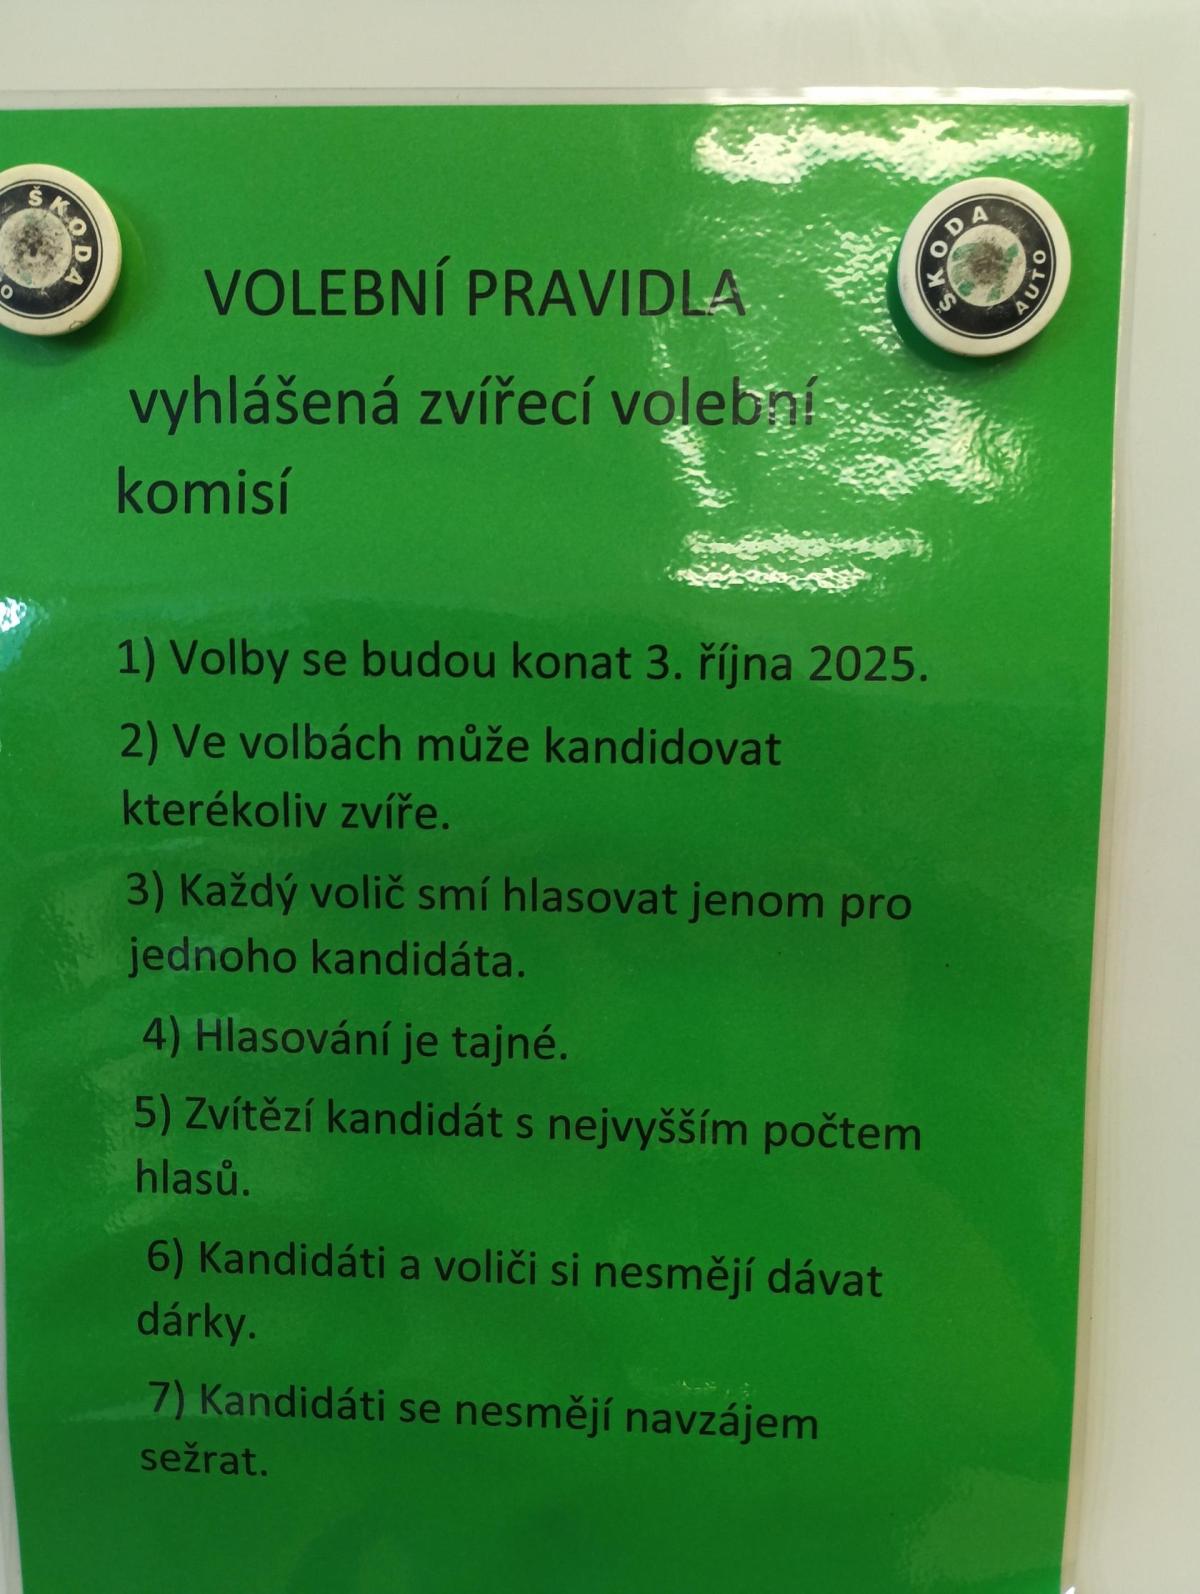 ŠKODA
O
ŠKODA
AUTO
VOLEBNÍ PRAVIDLA
vyhlášená zvířecí volební
komisí
1) Volby se budou konat 3. října 2025.
2) Ve volbách může kandidovat
kterékoliv zvíře.
3) Každý volič smí hlasovat jenom pro
jednoho kandidáta.
4) Hlasování je tajné.
5) Zvítězí kandidát s nejvyšším počtem
hlasů.
6) Kandidáti a voliči si nesmějí dávat
dárky.
7) Kandidáti se nesmějí navzájem
sežrat.